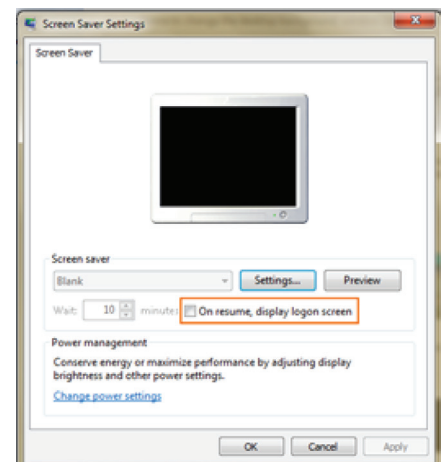 Screen Saver Settings
Screen Saver
Screen saver
Blank
Settings...
Preview
Wait: 10 minutes
On resume, display logon screen
Power management
Conserve energy or maximize performance by adjusting display
brightness and other power settings.
Change power settings
OK
Cancel
Apply